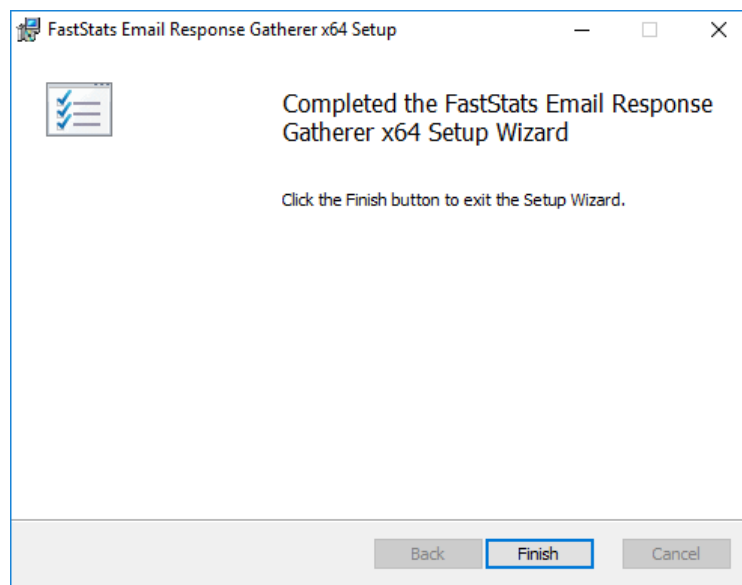 FastStats Email Response Gatherer x64 Setup
Completed the FastStats Email Response
Gatherer x64 Setup Wizard
Click the Finish button to exit the Setup Wizard.
Back
Finish
Cancel